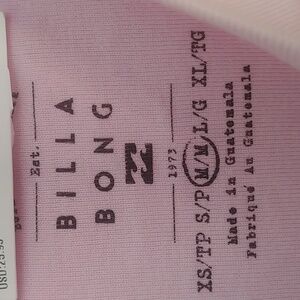 Est.
BILLA
BONG
1973
XS/TP S/P M/M L/G XL/TG
Made in Guatemala
Fabriqué Au Guatemala